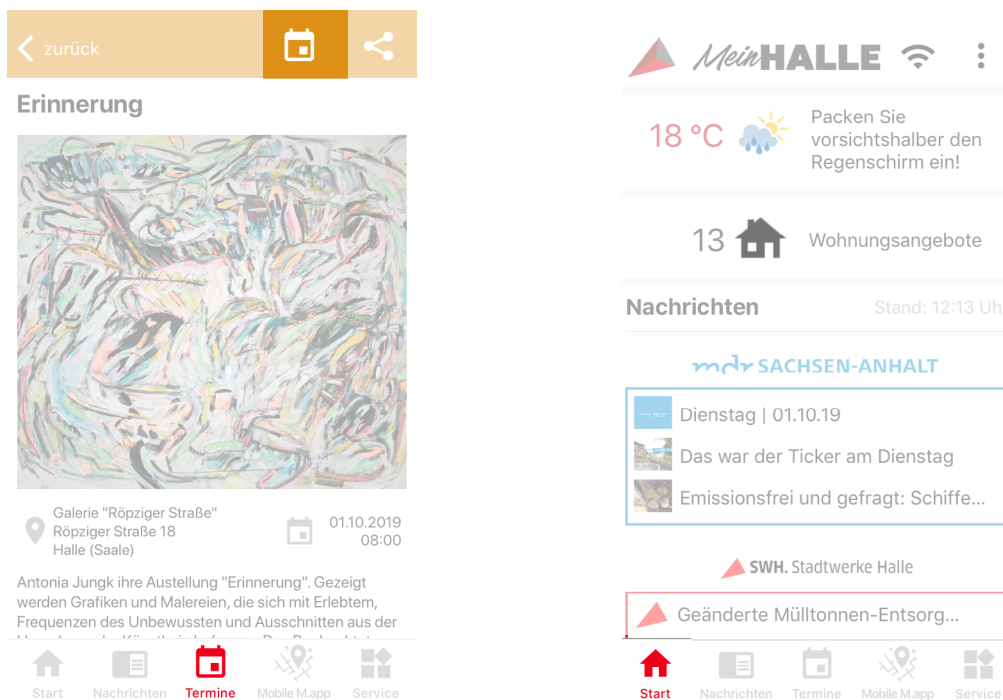 zurück
Erinnerung
Galerie "Röpziger Straße"
Röpziger Straße 18
Halle (Saale)
01.10.2019
08:00
Antonia Jungk ihre Austellung "Erinnerung". Gezeigt
werden Grafiken und Malereien, die sich mit Erlebtem,
Frequenzen des Unbewussten und Ausschnitten aus der
Start Nachrichten Termine Mobile M.app Service
MeinHALLE
18 °C
Packen Sie
vorsichtshalber den
Regenschirm ein!
13 Wohnungsangebote
Nachrichten Stand: 12:13 Uh
mdr SACHSEN-ANHALT
Dienstag | 01.10.19
Das war der Ticker am Dienstag
Emissionsfrei und gefragt: Schiffe...
SWH. Stadtwerke Halle
Geänderte Mülltonnen-Entsorg...
Start Nachrichten Termine Mobile M.app Service